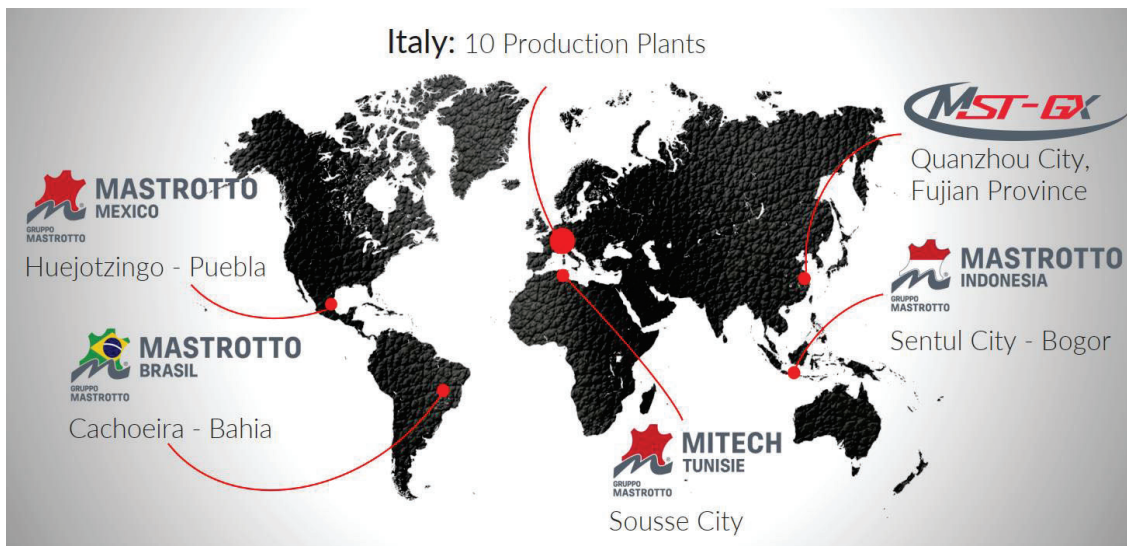 Italy: 10 Production Plants
MST-GX
Quanzhou City,
Fujian Province
MASTROTTO
MEXICO
GRUPPO
MASTROTTO
Huejotzingo - Puebla
MASTROTTO
INDONESIA
GRUPPO
MASTROTTO
Sentul City - Bogor
MASTROTTO
BRASIL
GRUPPO
MASTROTTO
Cachoeira - Bahia
MITECH
TUNISIE
GRUPPO
MASTROTTO
Sousse City